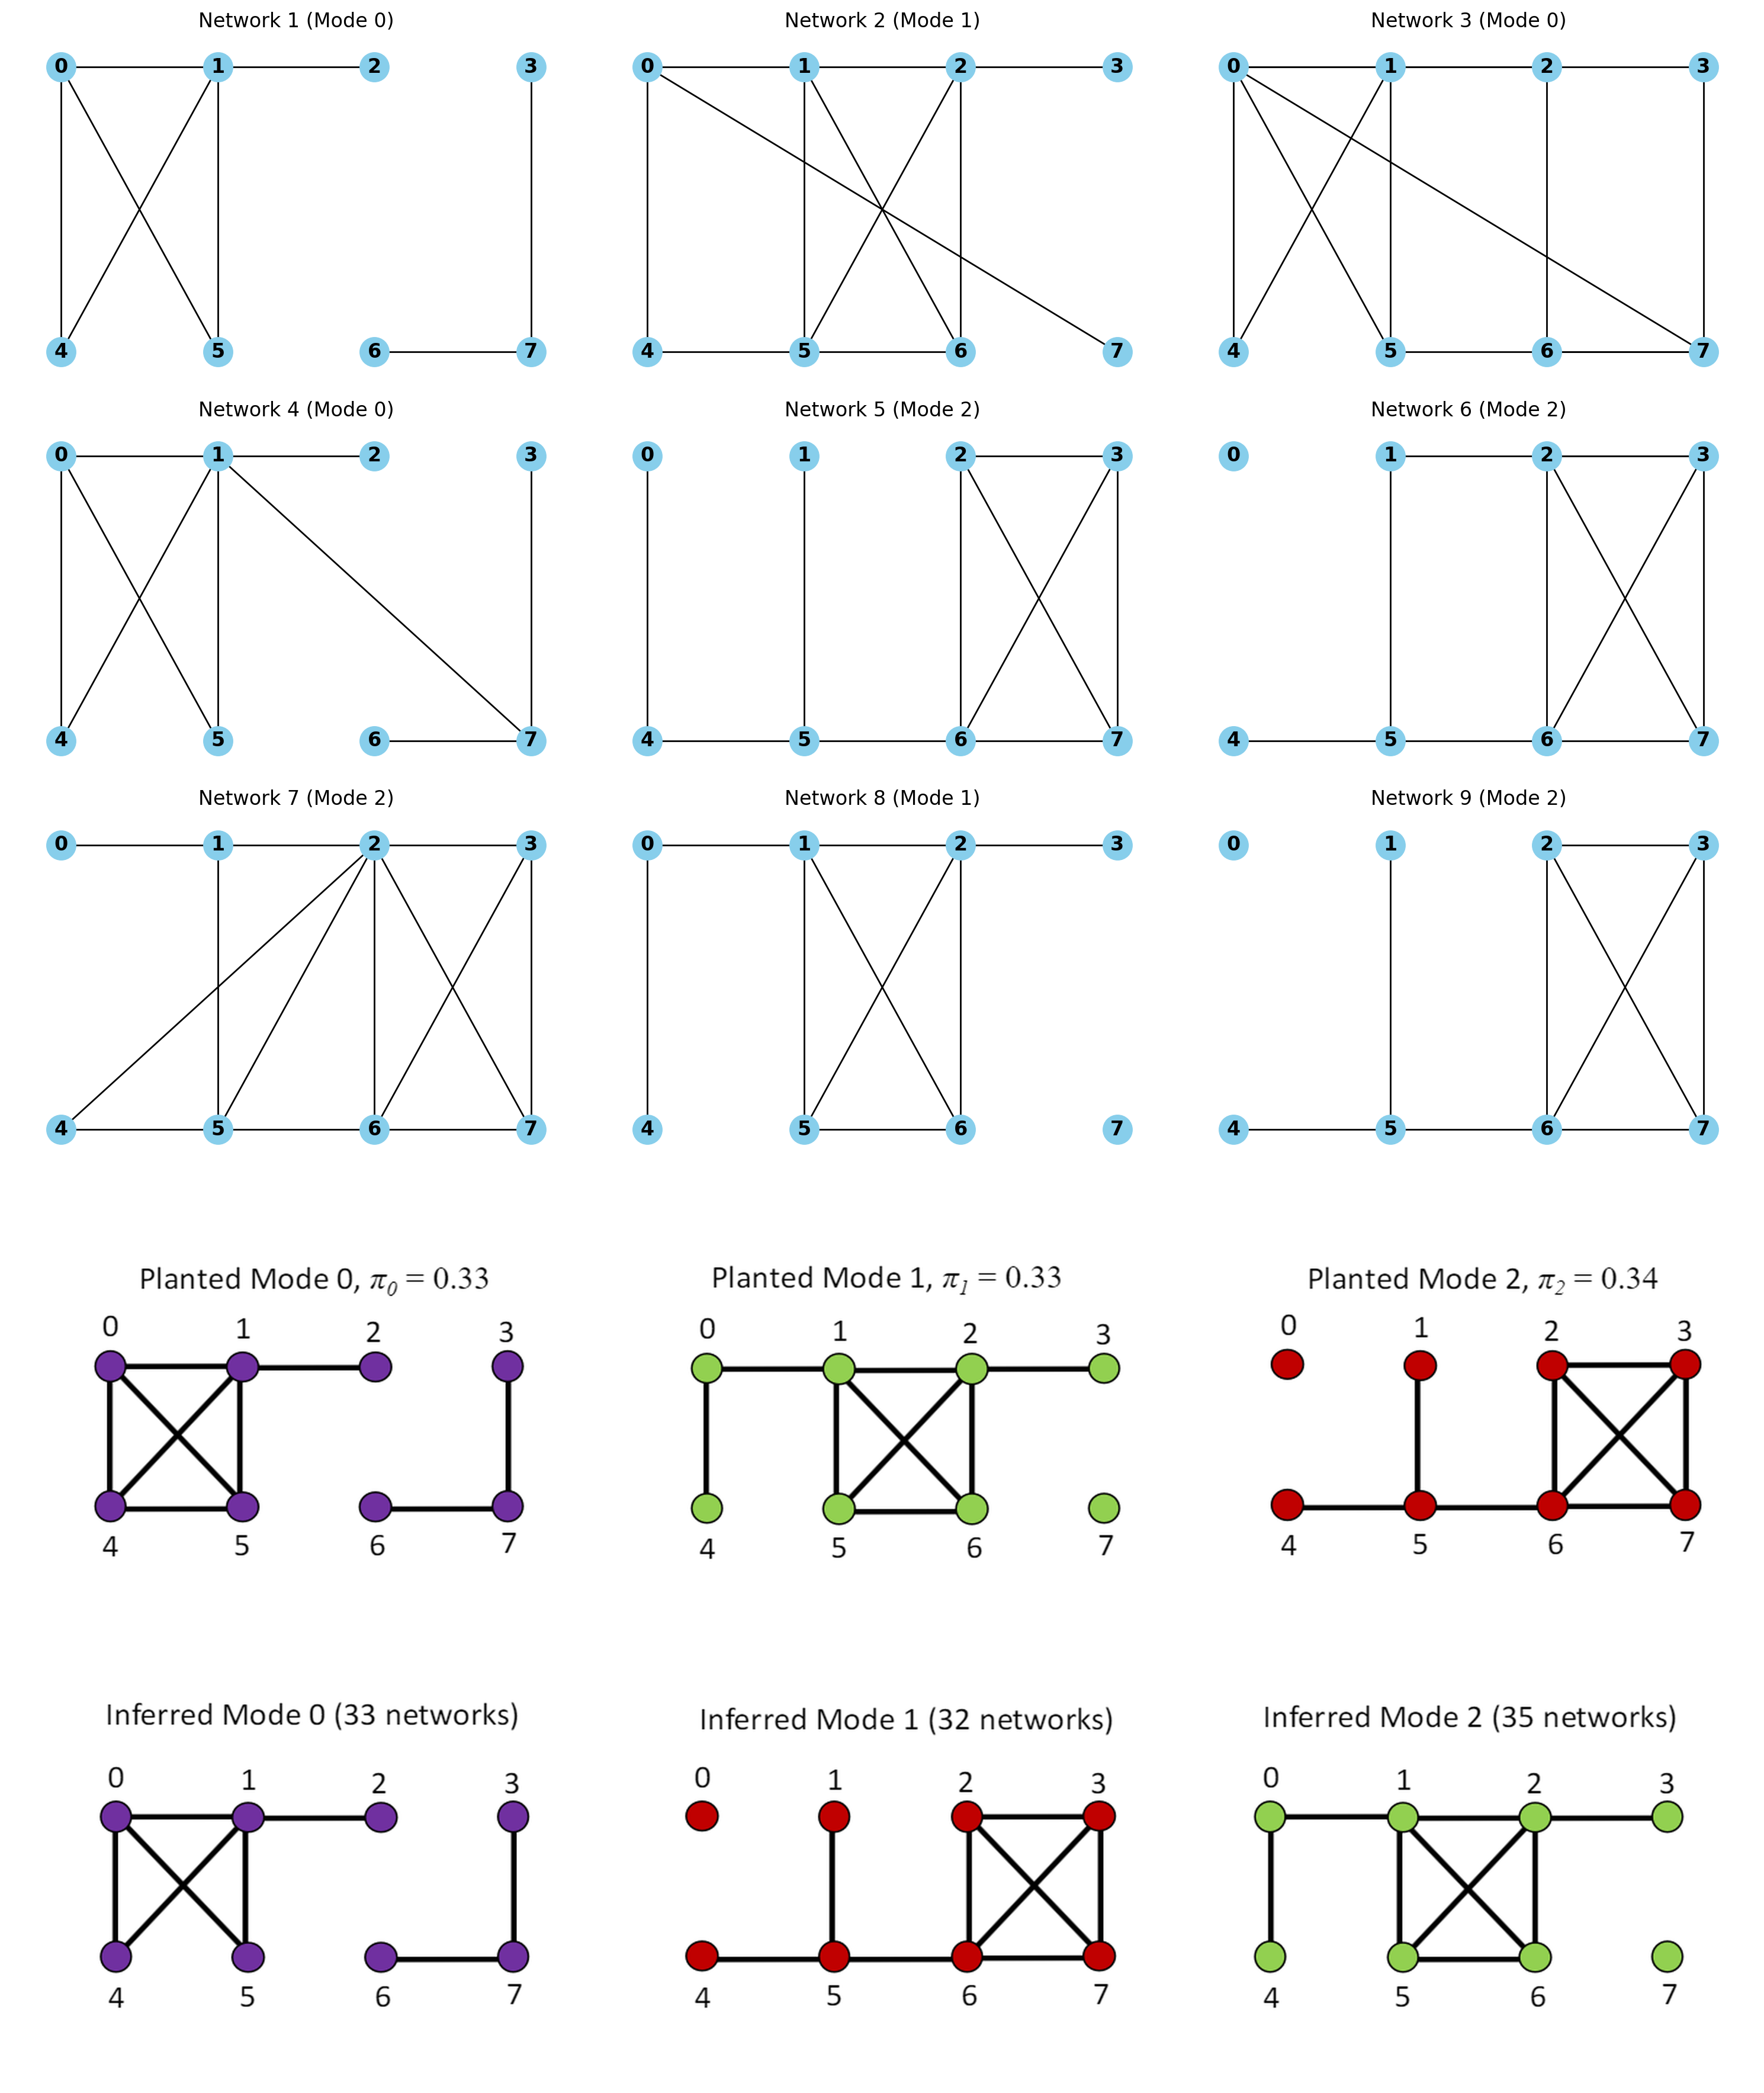 Network 1 (Mode 0) Network 2 (Mode 1) Network 3 (Mode 0)
0 1 2 3 0 1 2 3 0 1 2 3
4 5 6 7 4 5 6 7 4 5 6 7
Network 4 (Mode 0) Network 5 (Mode 2) Network 6 (Mode 2)
0 1 2 3 0 1 2 3 0 1 2 3
4 5 6 7 4 5 6 7 4 5 6 7
Network 7 (Mode 2) Network 8 (Mode 1) Network 9 (Mode 2)
0 1 2 3 0 1 2 3 0 1 2 3
4 5 6 7 4 5 6 7 4 5 6 7
Planted Mode 0, π₀ = 0.33 Planted Mode 1, π₁ = 0.33 Planted Mode 2, π₂ = 0.34
0 1 2 3 0 1 2 3 0 1 2 3
4 5 6 7 4 5 6 7 4 5 6 7
Inferred Mode 0 (33 networks) Inferred Mode 1 (32 networks) Inferred Mode 2 (35 networks)
0 1 2 3 0 1 2 3 0 1 2 3
4 5 6 7 4 5 6 7 4 5 6 7